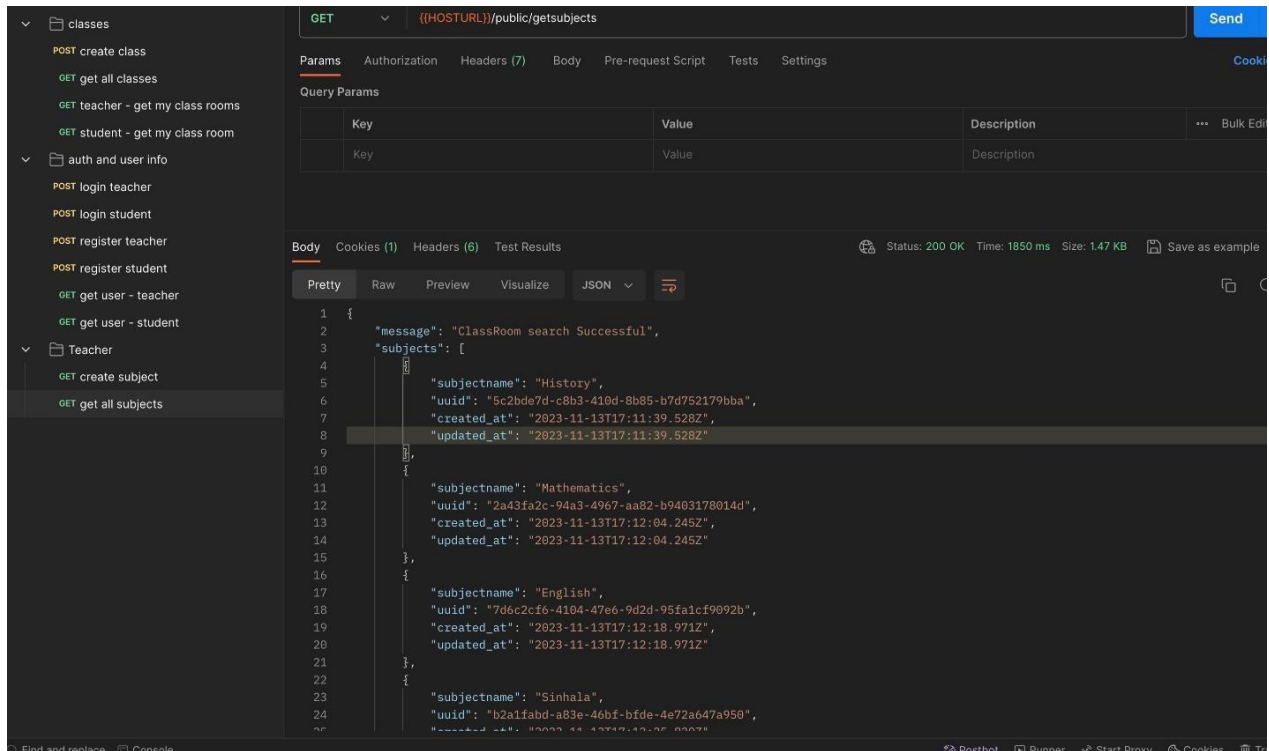 classes
POST create class
GET get all classes
GET teacher - get my class rooms
GET student - get my class room
auth and user info
POST login teacher
POST login student
POST register teacher
POST register student
GET get user - teacher
GET get user - student
Teacher
GET create subject
GET get all subjects
GET {{HOSTURL}}/public/getsubjects Send
Params Authorization Headers (7) Body Pre-request Script Tests Settings Cooki
Query Params
Key Value Description Bulk Edit
Key Value Description
Body Cookies (1) Headers (6) Test Results Status: 200 OK Time: 1850 ms Size: 1.47 KB Save as example
Pretty Raw Preview Visualize JSON
1 {
2 "message": "ClassRoom search Successful",
3 "subjects": [
4 {
5 "subjectname": "History",
6 "uuid": "5c2bde7d-c8b3-410d-8b85-b7d752179bba",
7 "created_at": "2023-11-13T17:11:39.528Z",
8 "updated_at": "2023-11-13T17:11:39.528Z"
9 },
10 {
11 "subjectname": "Mathematics",
12 "uuid": "2a43fa2c-94a3-4967-aa82-b9403178014d",
13 "created_at": "2023-11-13T17:12:04.245Z",
14 "updated_at": "2023-11-13T17:12:04.245Z"
15 },
16 {
17 "subjectname": "English",
18 "uuid": "7d6c2cf6-4104-47e6-9d2d-95fa1cf9092b",
19 "created_at": "2023-11-13T17:12:18.971Z",
20 "updated_at": "2023-11-13T17:12:18.971Z"
21 },
22 {
23 "subjectname": "Sinhala",
24 "uuid": "b2a1fabd-a83e-46bf-bfde-4e72a647a950",
Find and replace Console Postbot Runner Start Proxy Cookies Tr